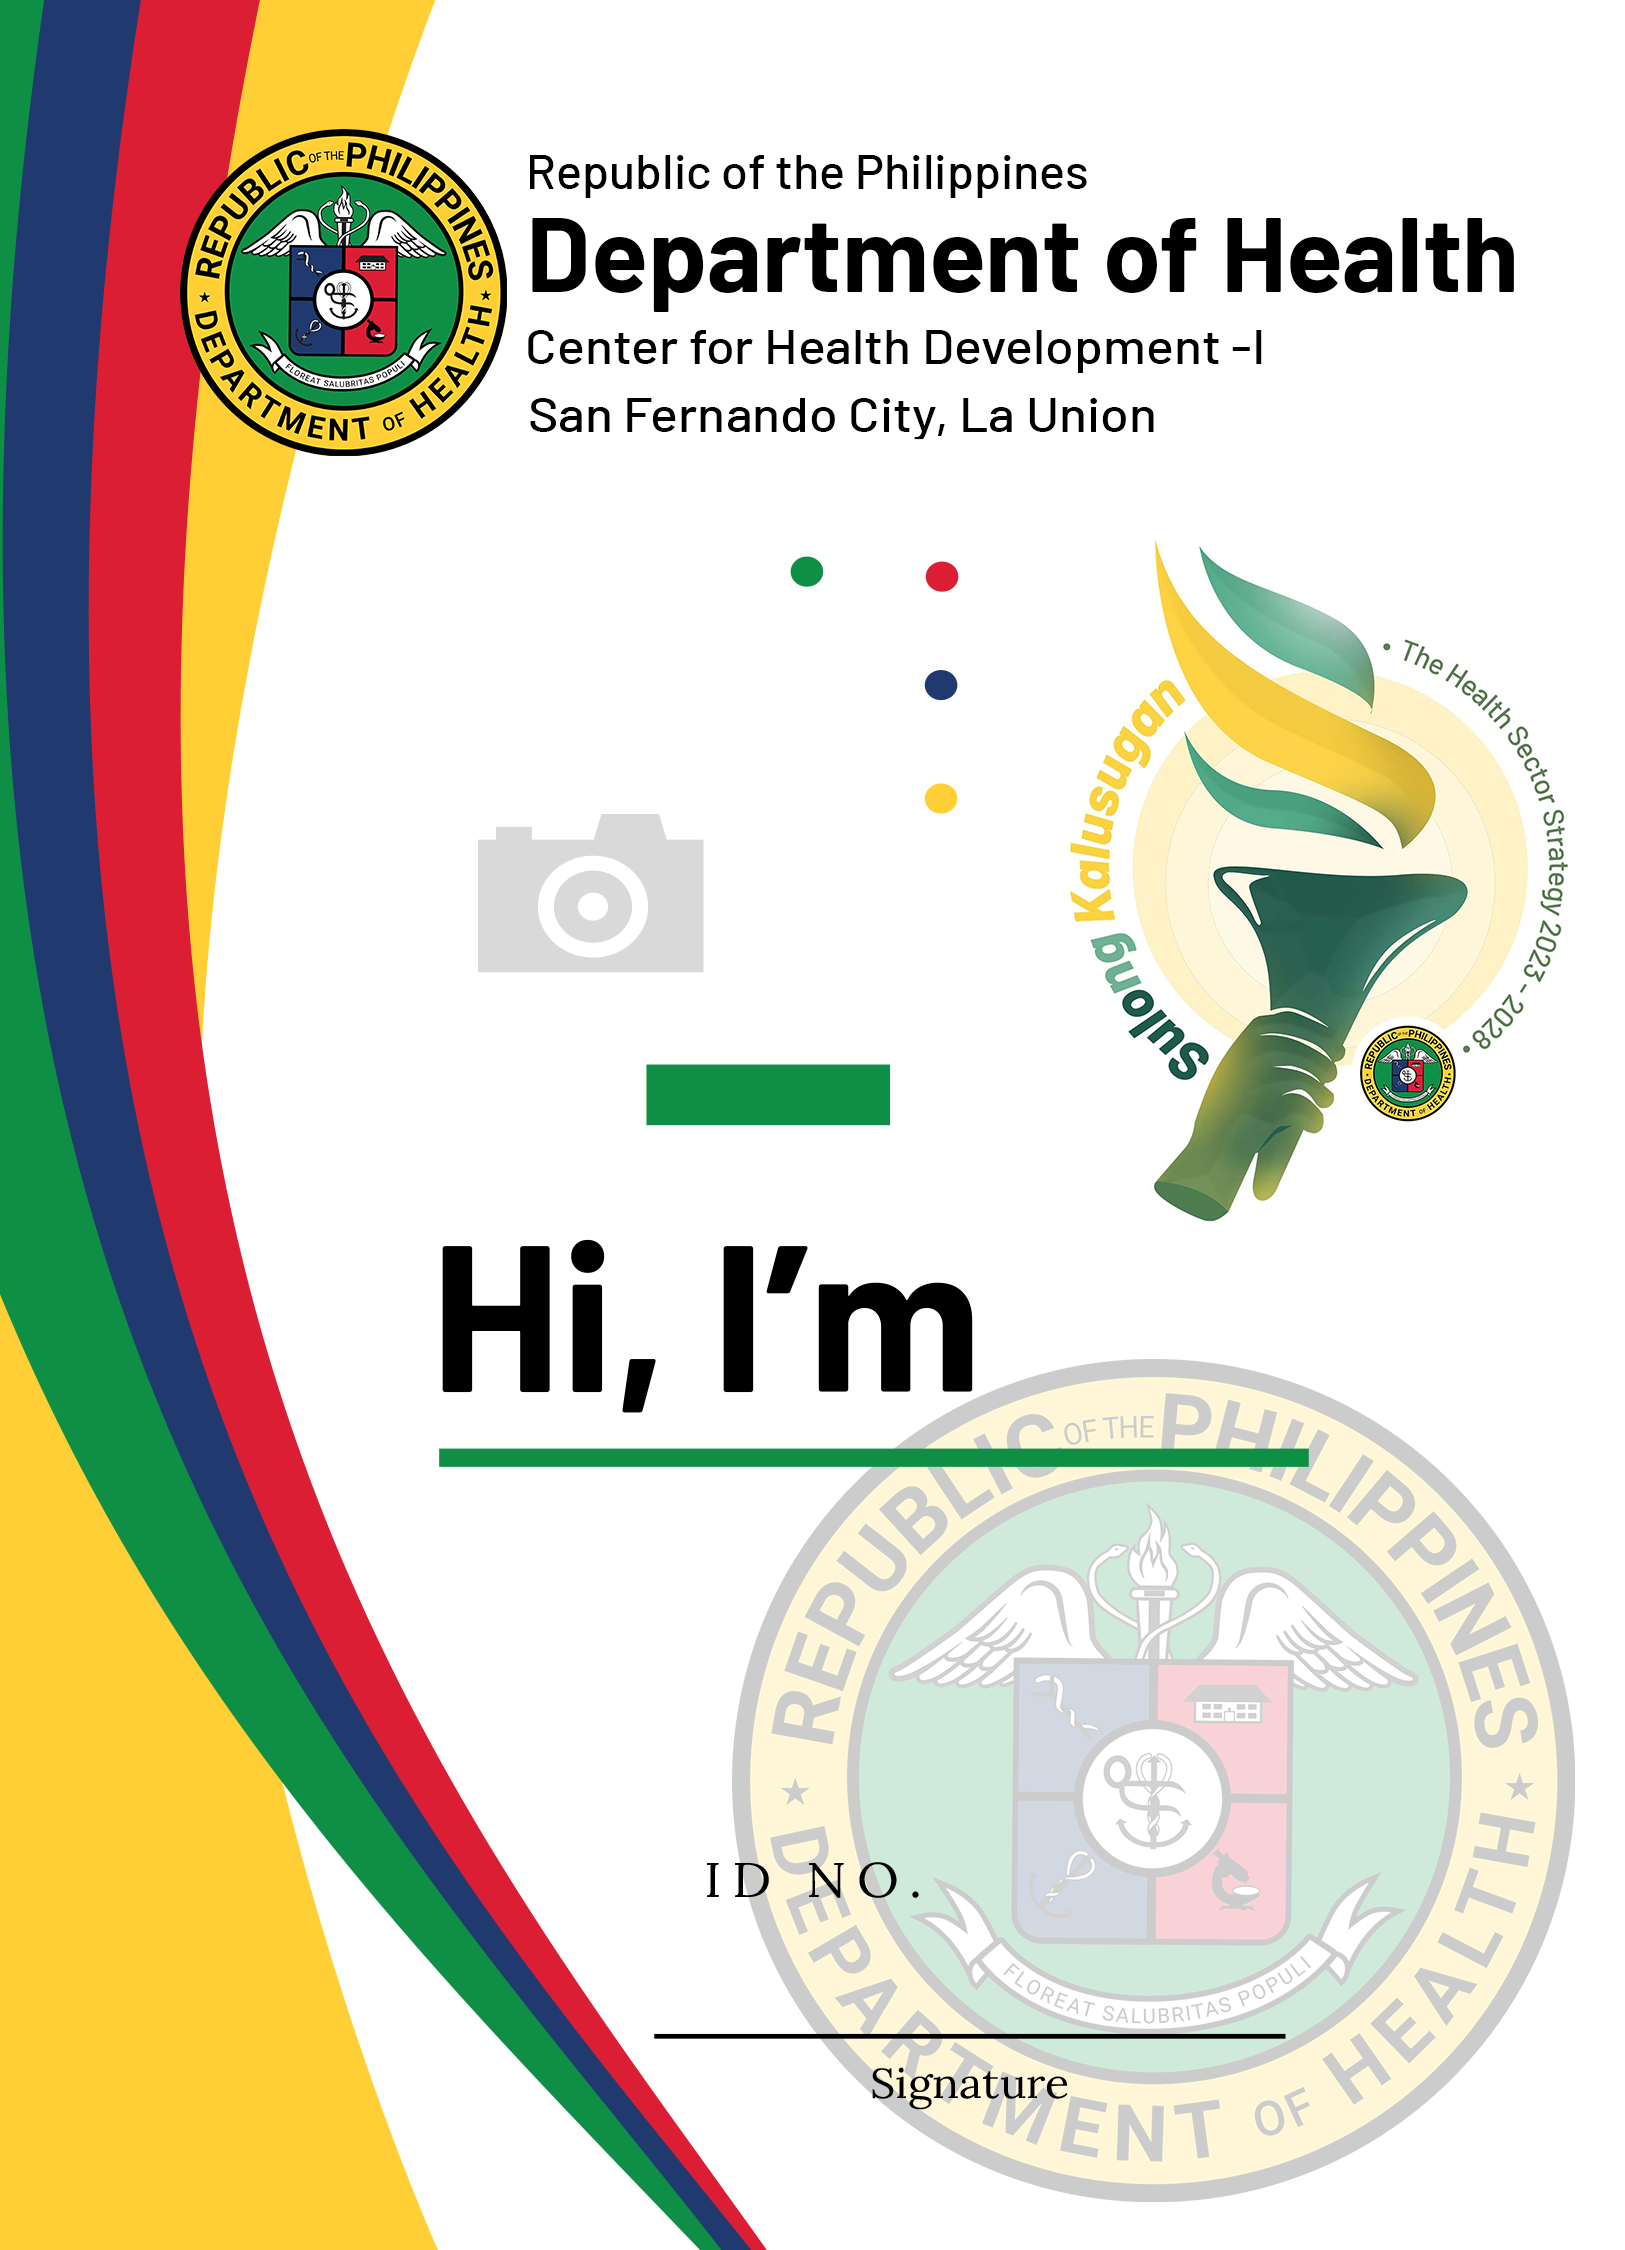 REPUBLIC OF THE PHILIPPINES
DEPARTMENT OF HEALTH
FLOREAT SALUBRITAS POPULI
Republic of the Philippines
Department of Health
Center for Health Development -I
San Fernando City, La Union
Sulong Kalusugan
• The Health Sector Strategy 2023 - 2028 •
REPUBLIC OF THE PHILIPPINES
DEPARTMENT OF HEALTH
Hi, I’m
REPUBLIC OF THE PHILIPPINES
DEPARTMENT OF HEALTH
FLOREAT SALUBRITAS POPULI
ID NO.
Signature